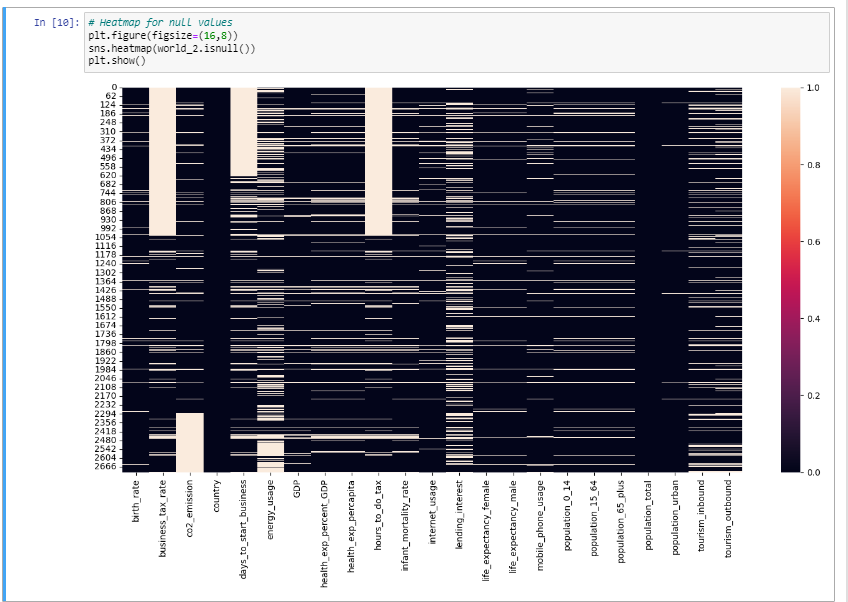 In [10]:
# Heatmap for null values
plt.figure(figsize=(16,8))
sns.heatmap(world_2.isnull())
plt.show()
0
62
124
186
248
310
372
434
496
558
620
682
744
806
868
930
992
1054
1116
1178
1240
1302
1364
1426
1488
1550
1612
1674
1736
1798
1860
1922
1984
2046
2108
2170
2232
2294
2356
2418
2480
2542
2604
2666
birth_rate
business_tax_rate
co2_emission
country
days_to_start_business
energy_usage
GDP
health_exp_percent_GDP
health_exp_percapita
hours_to_do_tax
infant_mortality_rate
internet_usage
lending_interest
life_expectancy_female
life_expectancy_male
mobile_phone_usage
population_0_14
population_15_64
population_65_plus
population_total
population_urban
tourism_inbound
tourism_outbound
1.0
0.8
0.6
0.4
0.2
0.0